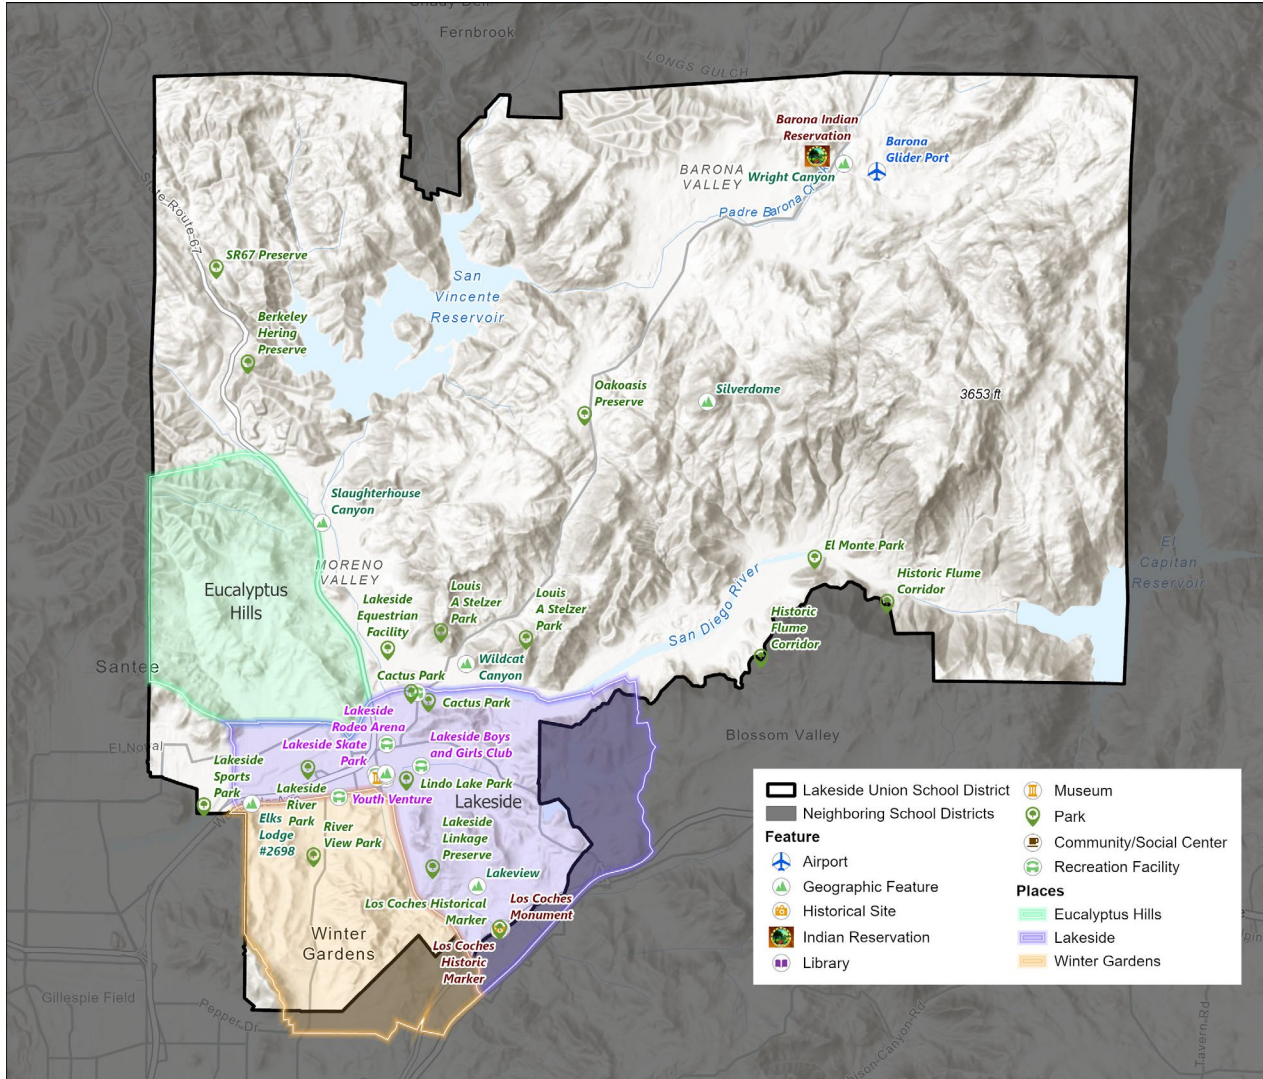 Fernbrook
LONGS GULCH
Barona Indian
Reservation
Barona
Glider Port
BARONA
VALLEY
Wright Canyon
Padre Barona
State Route 67
SR67 Preserve
San
Vincente
Reservoir
Berkeley
Hering
Preserve
Oakoasis
Preserve
Silverdome
3653 ft
Slaughterhouse
Canyon
MORENO
VALLEY
Eucalyptus
Hills
El Monte Park
El
Capitan
Reservoir
Historic Flume
Corridor
San Diego River
Historic
Flume
Corridor
Louis
A Stelzer
Park
Louis
A Stelzer
Park
Lakeside
Equestrian
Facility
Wildcat
Canyon
Santee
Cactus Park
Cactus Park
Lakeside
Rodeo Arena
Lakeside Skate
Park
Lakeside Boys
and Girls Club
Blossom Valley
El Nopal
Lakeside
Sports
Park
Lakeside
River
Park
Youth Venture
Lindo Lake Park
Lakeside
Elks
Lodge
#2698
River
View Park
Lakeside
Linkage
Preserve
Lakeview
Los Coches Historical
Marker
Los Coches
Monument
Winter
Gardens
Los Coches
Historic
Marker
Gillespie Field
Pepper Dr
Tavern Rd
Lakeside Union School District
Neighboring School Districts
Feature
Airport
Geographic Feature
Historical Site
Indian Reservation
Library
Museum
Park
Community/Social Center
Recreation Facility
Places
Eucalyptus Hills
Lakeside
Winter Gardens